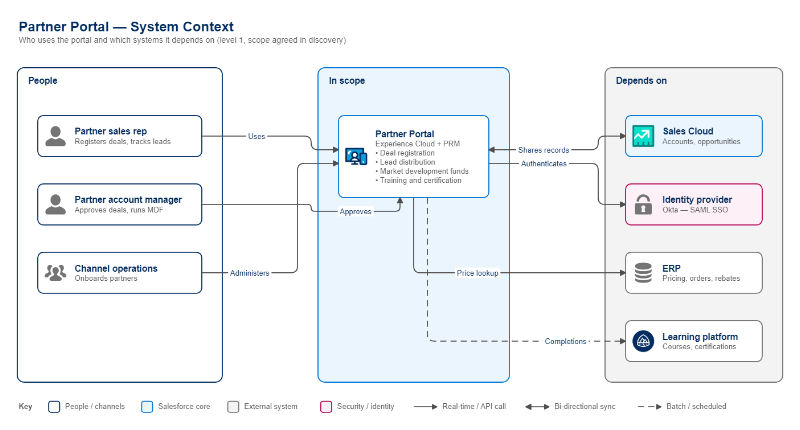 Partner Portal — System Context
Who uses the portal and which systems it depends on (level 1, scope agreed in discovery)
People
Partner sales rep
Registers deals, tracks leads
Partner account manager
Approves deals, runs MDF
Channel operations
Onboards partners
Uses
Approves
Administers
In scope
Partner Portal
Experience Cloud + PRM
• Deal registration
• Lead distribution
• Market development funds
• Training and certification
Shares records
Authenticates
Price lookup
Completions
Depends on
Sales Cloud
Accounts, opportunities
Identity provider
Okta — SAML SSO
ERP
Pricing, orders, rebates
Learning platform
Courses, certifications
Key
People / channels
Salesforce core
External system
Security / identity
Real-time / API call
Bi-directional sync
Batch / scheduled